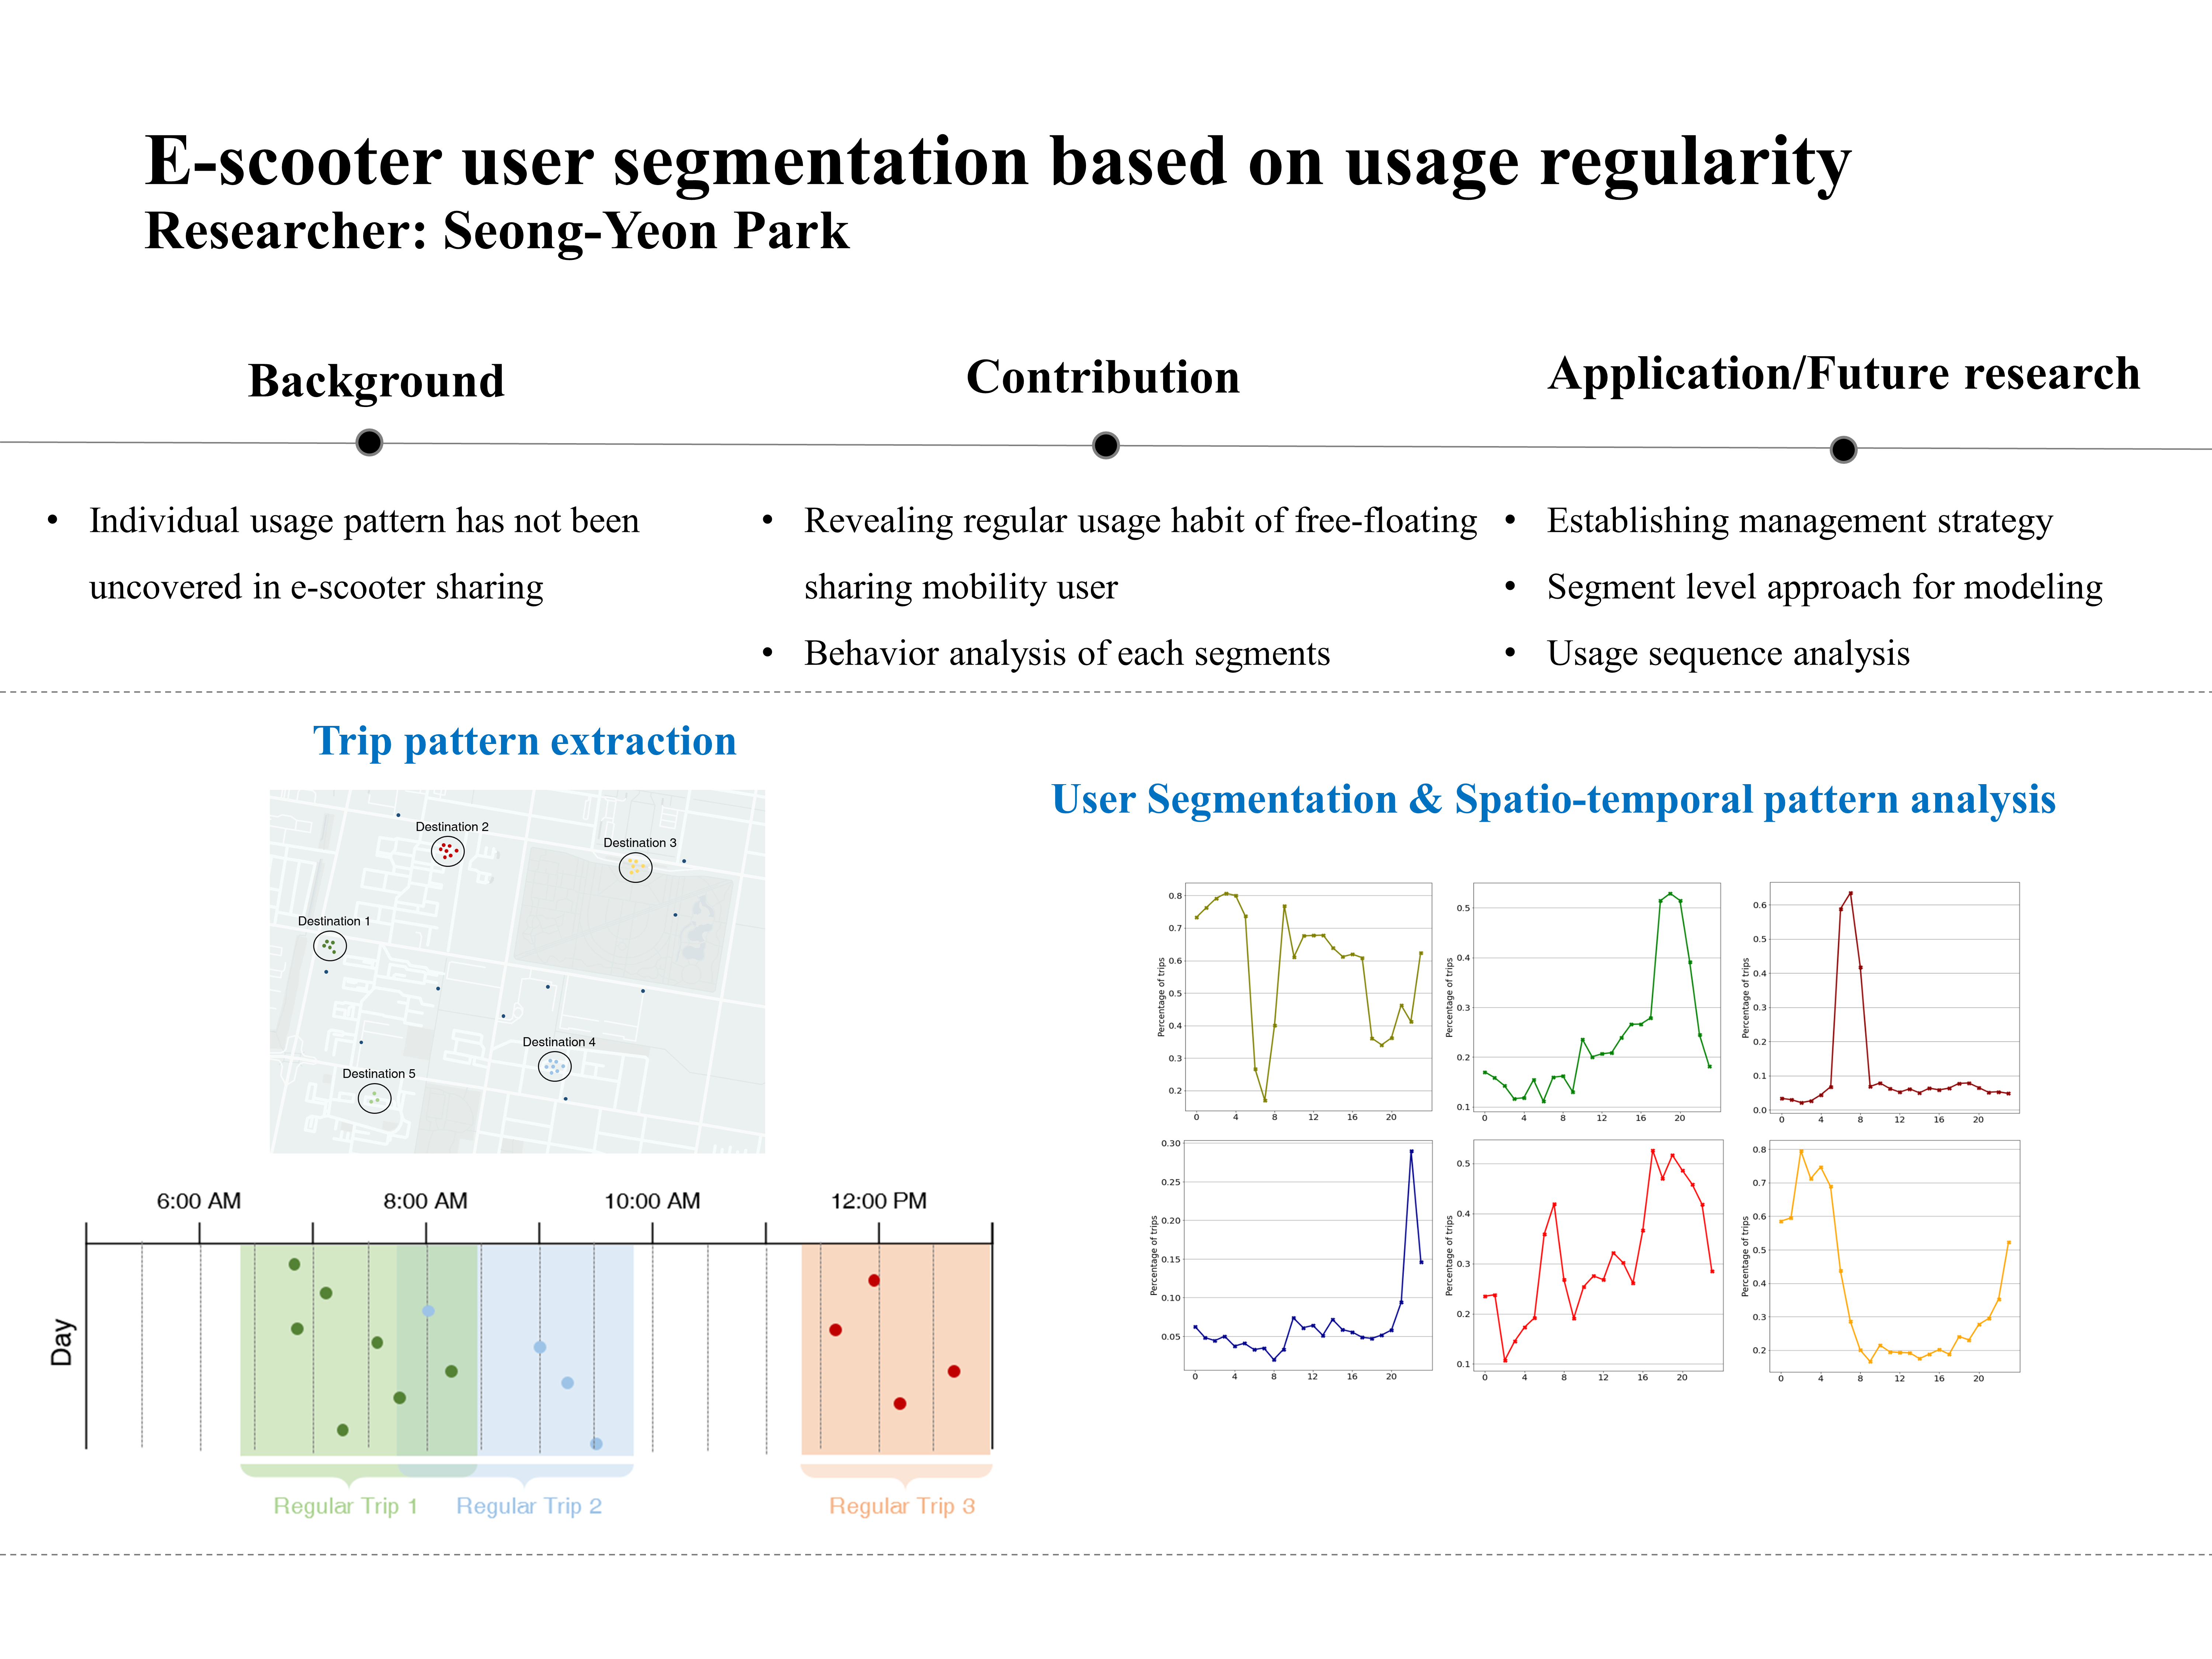 E-scooter user segmentation based on usage regularity
Researcher: Seong-Yeon Park
Background
Contribution
Application/Future research
• Individual usage pattern has not been
uncovered in e-scooter sharing
• Revealing regular usage habit of free-floating
sharing mobility user
• Behavior analysis of each segments
• Establishing management strategy
• Segment level approach for modeling
• Usage sequence analysis
Trip pattern extraction
Destination 2
Destination 3
Destination 1
Destination 4
Destination 5
6:00 AM 8:00 AM 10:00 AM 12:00 PM
Day
Regular Trip 1 Regular Trip 2 Regular Trip 3
User Segmentation & Spatio-temporal pattern analysis
Percentage of trips
0.8
0.7
0.6
0.5
0.4
0.3
0.2
0 4 8 12 16 20
Percentage of trips
0.5
0.4
0.3
0.2
0.1
0 4 8 12 16 20
Percentage of trips
0.6
0.5
0.4
0.3
0.2
0.1
0.0
0 4 8 12 16 20
Percentage of trips
0.30
0.25
0.20
0.15
0.10
0.05
0 4 8 12 16 20
Percentage of trips
0.5
0.4
0.3
0.2
0.1
0 4 8 12 16 20
Percentage of trips
0.8
0.7
0.6
0.5
0.4
0.3
0.2
0 4 8 12 16 20